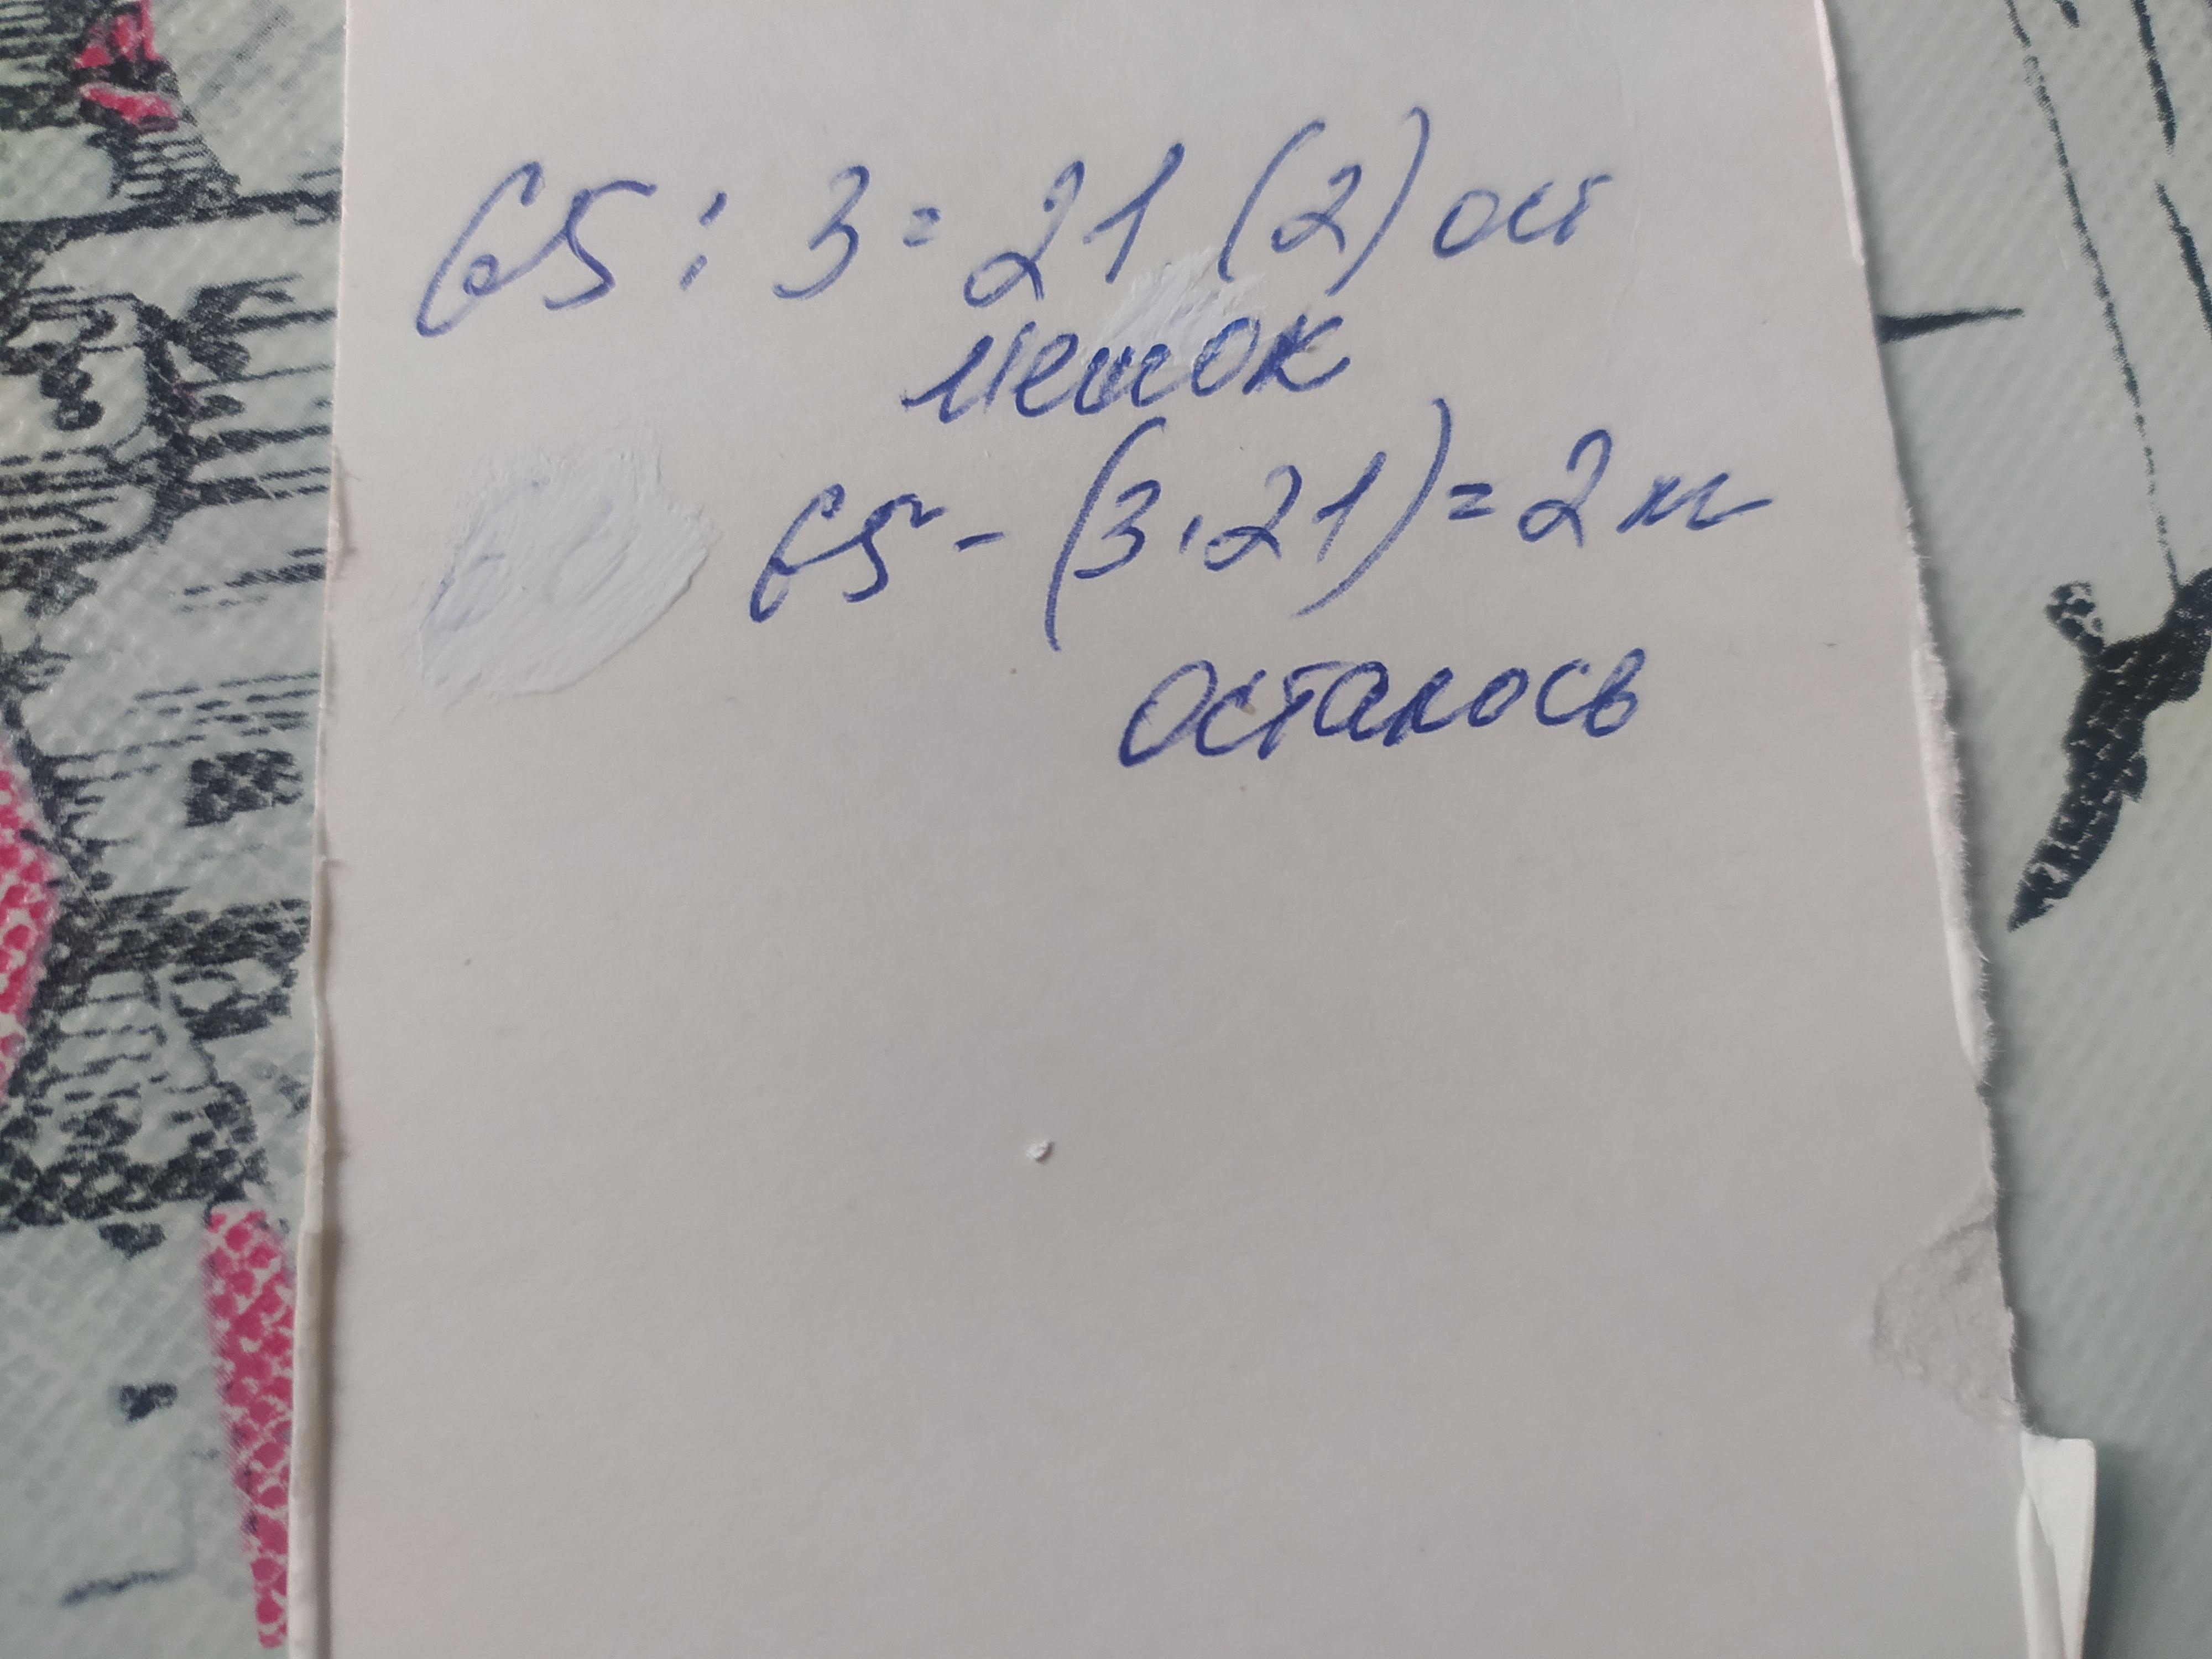 65 : 3 = 21 (2) ост
мешок
65 - (3 · 21) = 2 м
осталось